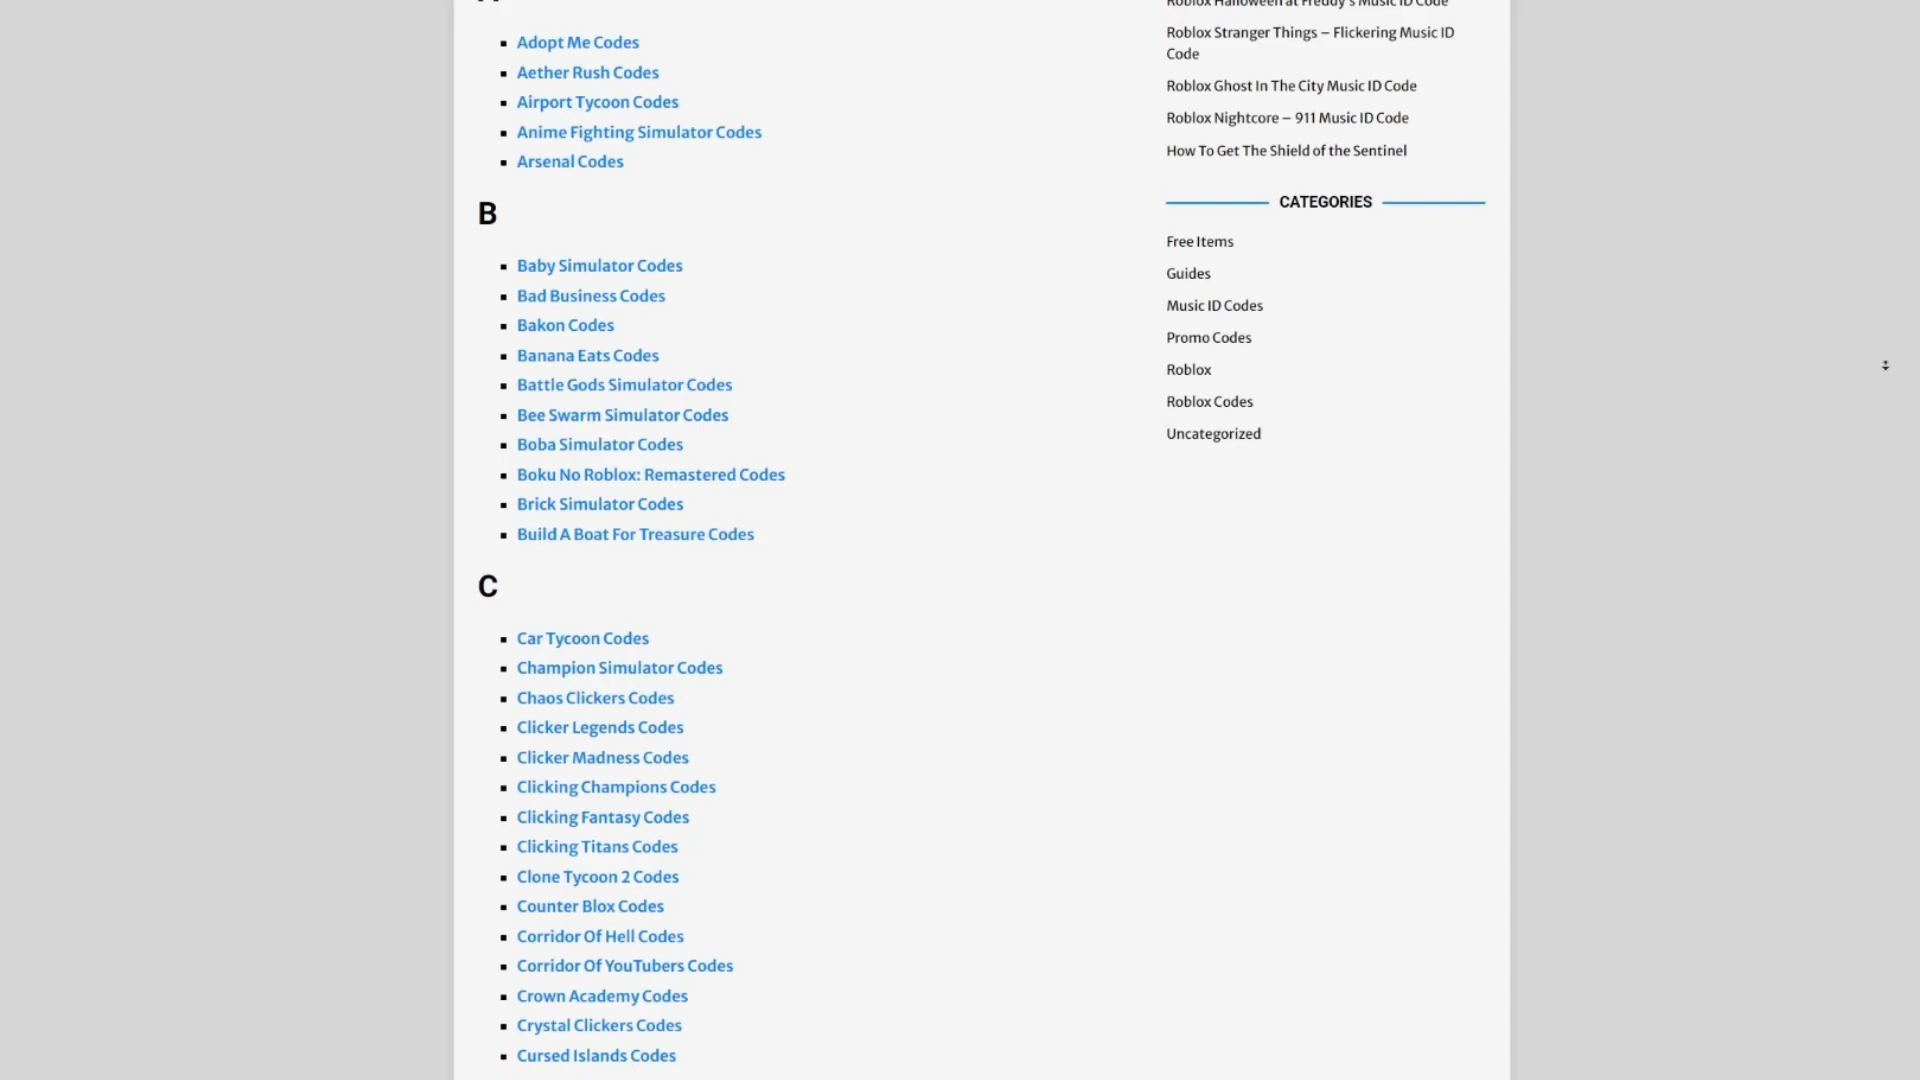 Adopt Me Codes
Aether Rush Codes
Airport Tycoon Codes
Anime Fighting Simulator Codes
Arsenal Codes
B
Baby Simulator Codes
Bad Business Codes
Bakon Codes
Banana Eats Codes
Battle Gods Simulator Codes
Bee Swarm Simulator Codes
Boba Simulator Codes
Boku No Roblox: Remastered Codes
Brick Simulator Codes
Build A Boat For Treasure Codes
C
Car Tycoon Codes
Champion Simulator Codes
Chaos Clickers Codes
Clicker Legends Codes
Clicker Madness Codes
Clicking Champions Codes
Clicking Fantasy Codes
Clicking Titans Codes
Clone Tycoon 2 Codes
Counter Blox Codes
Corridor Of Hell Codes
Corridor Of YouTubers Codes
Crown Academy Codes
Crystal Clickers Codes
Cursed Islands Codes
Roblox Halloween at Freddy's Music ID Code
Roblox Stranger Things – Flickering Music ID
Code
Roblox Ghost In The City Music ID Code
Roblox Nightcore – 911 Music ID Code
How To Get The Shield of the Sentinel
CATEGORIES
Free Items
Guides
Music ID Codes
Promo Codes
Roblox
Roblox Codes
Uncategorized